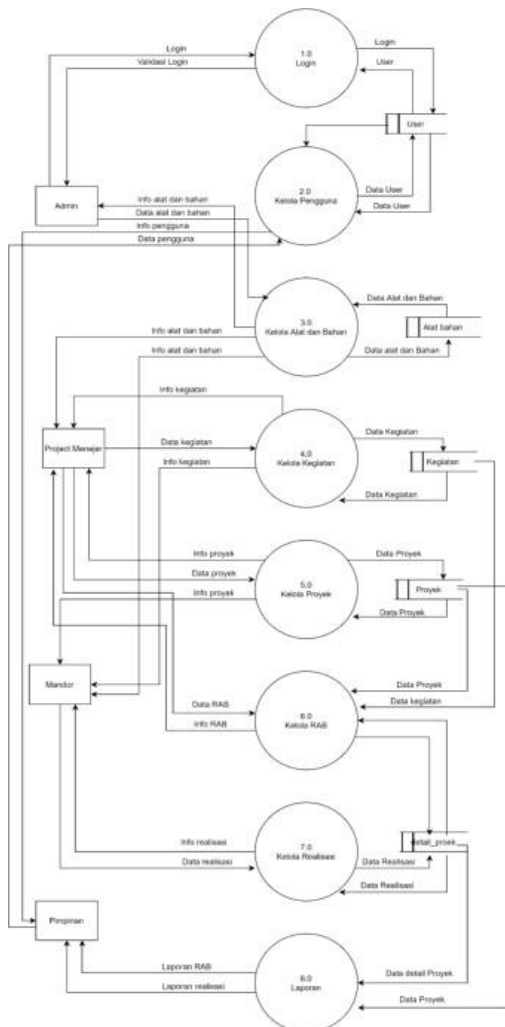 Login
Validasi Login
1.0
Login
Login
User
User
2.0
Kelola Pengguna
Data User
Data User
Admin
Info alat dan bahan
Data alat dan bahan
Info pengguna
Data pengguna
3.0
Kelola Alat dan Bahan
Data Alat dan Bahan
Alat bahan
Data alat dan Bahan
Info alat dan bahan
Info alat dan bahan
Info kegiatan
Project Menejer
Data kegiatan
Info kegiatan
4,0
Kelola Kegiatan
Data Kegiatan
Kegiatan
Data Kegiatan
Info proyek
Data proyek
Info proyek
5,0
Kelola Proyek
Data Proyek
Proyek
Data Proyek
Mandor
Data RAB
Info RAB
6.0
Kelola RAB
Data Proyek
Data kegiatan
Info realisasi
Data realisasi
7.0
Kelola Realisasi
detail_proek
Data Realisasi
Data Realisasi
Pimpinan
Laporan RAB
Laporan realisasi
8.0
Laporan
Data detail Proyek
Data Proyek